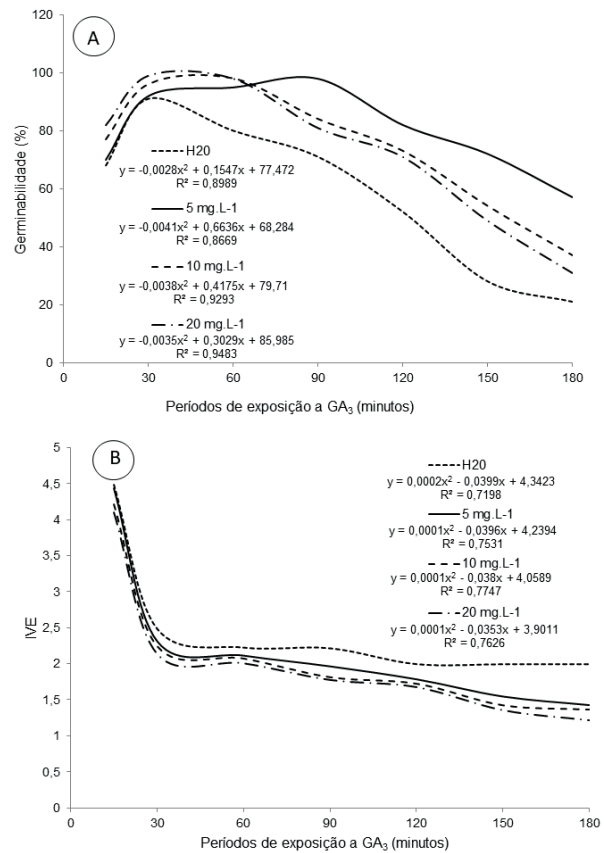 A
120
100
80
60
40
20
0
Germinabilidade (%)
H20
y = -0,0028x² + 0,1547x + 77,472
R² = 0,8989
5 mg.L-1
y = -0,0041x² + 0,6636x + 68,284
R² = 0,8669
10 mg.L-1
y = -0,0038x² + 0,4175x + 79,71
R² = 0,9293
20 mg.L-1
y = -0,0035x² + 0,3029x + 85,985
R² = 0,9483
0 30 60 90 120 150 180
Períodos de exposição a GA₃ (minutos)
B
5
4,5
4
3,5
3
2,5
2
1,5
1
0,5
0
IVE
H20
y = 0,0002x² - 0,0399x + 4,3423
R² = 0,7198
5 mg.L-1
y = 0,0001x² - 0,0396x + 4,2394
R² = 0,7531
10 mg.L-1
y = 0,0001x² - 0,038x + 4,0589
R² = 0,7747
20 mg.L-1
y = 0,0001x² - 0,0353x + 3,9011
R² = 0,7626
0 30 60 90 120 150 180
Períodos de exposição a GA₃ (minutos)